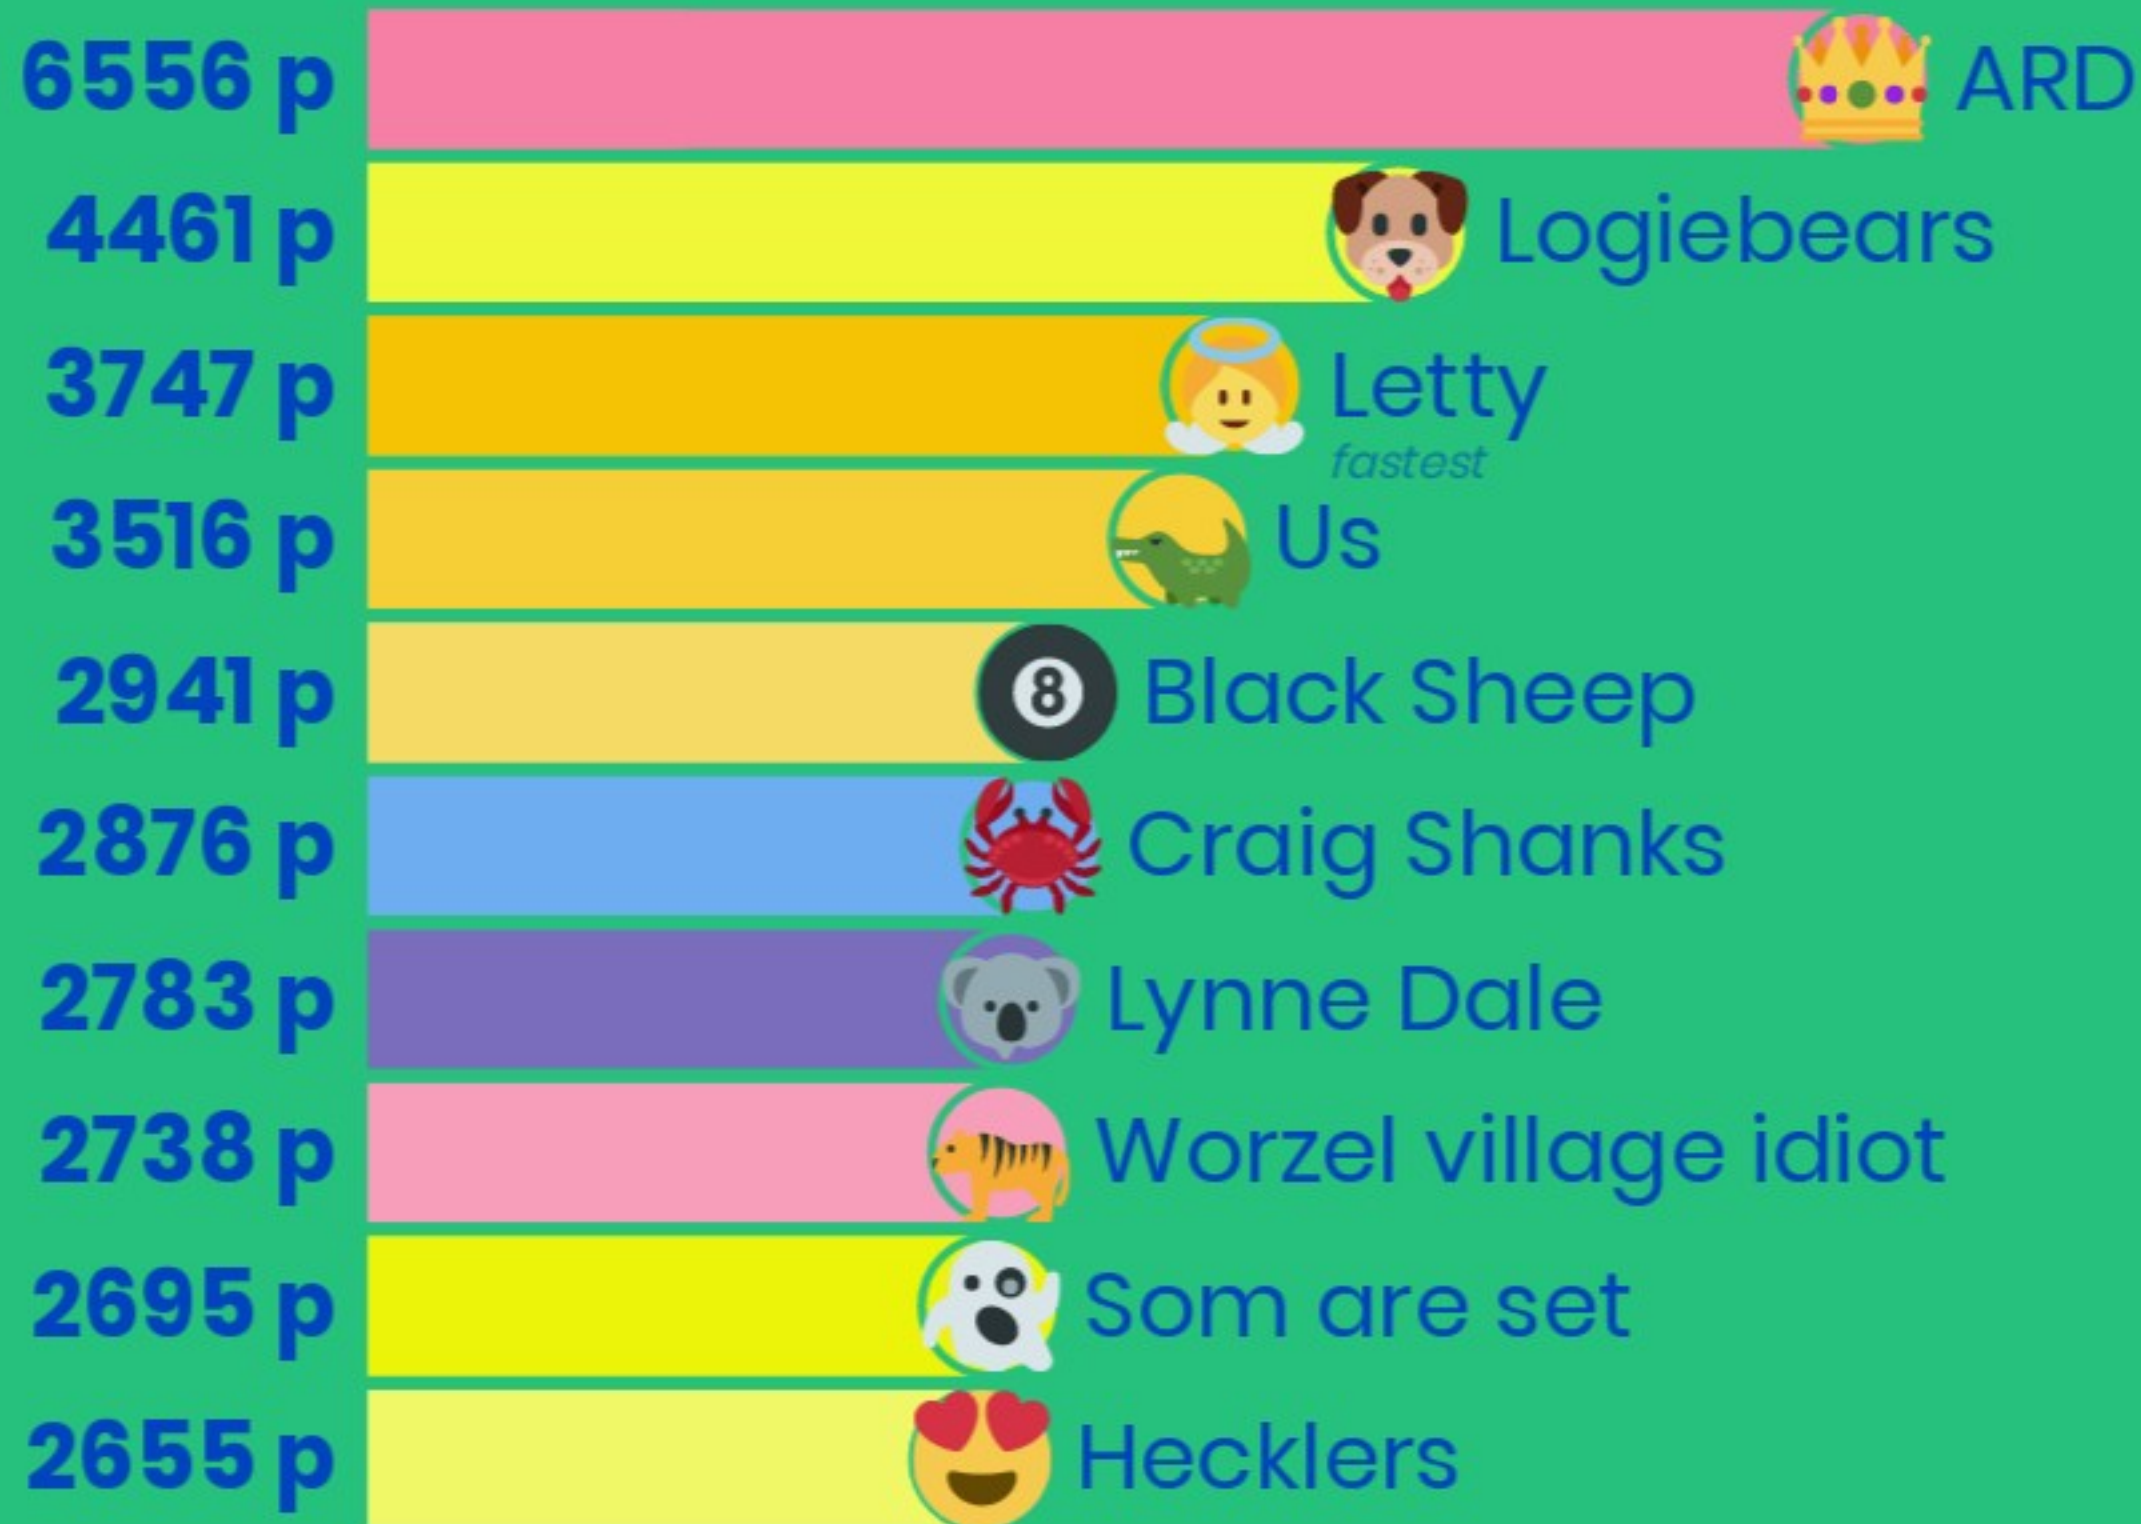 6556 p ARD
4461 p Logiebears
3747 p Letty
fastest
3516 p Us
2941 p 8 Black Sheep
2876 p Craig Shanks
2783 p Lynne Dale
2738 p Worzel village idiot
2695 p Som are set
2655 p Hecklers